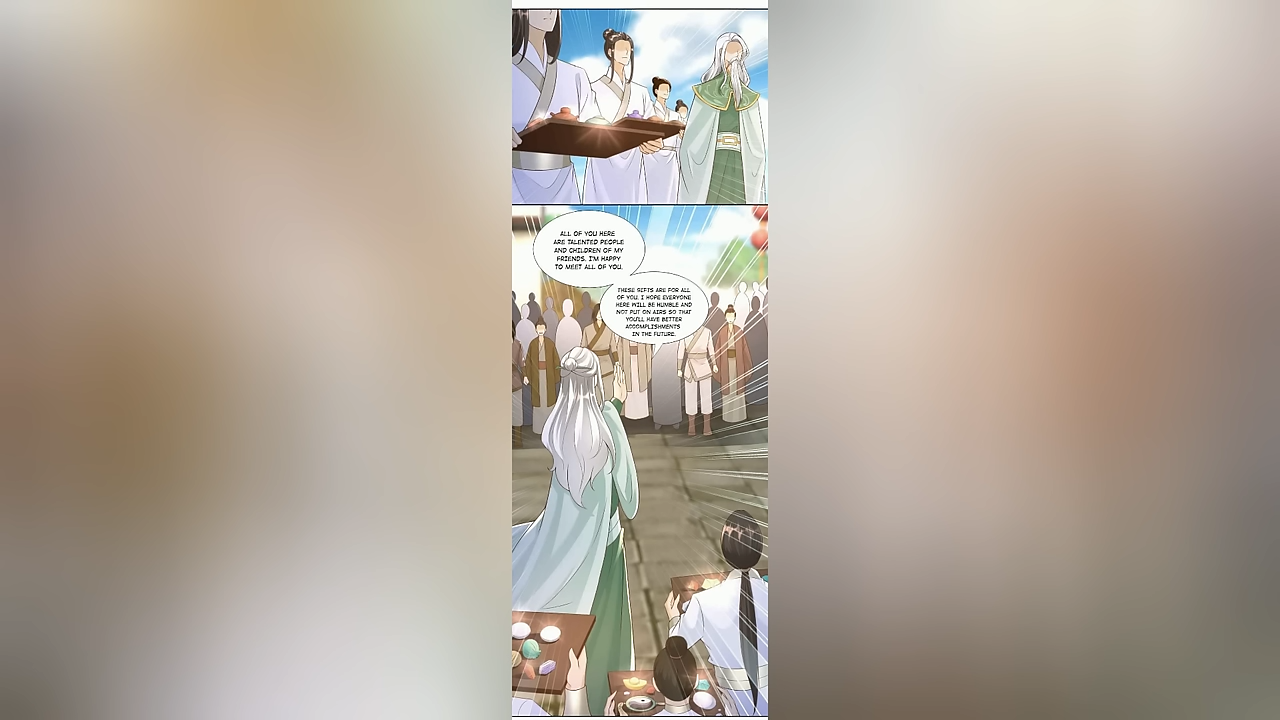 ALL OF YOU HERE
ARE TALENTED PEOPLE
AND CHILDREN OF MY
FRIENDS. I'M HAPPY
TO MEET ALL OF YOU.
THESE GIFTS ARE FOR ALL
OF YOU. I HOPE EVERYONE
HERE WILL BE HUMBLE AND
NOT PUT ON AIRS SO THAT
YOU'LL HAVE BETTER
ACCOMPLISHMENTS
IN THE FUTURE.